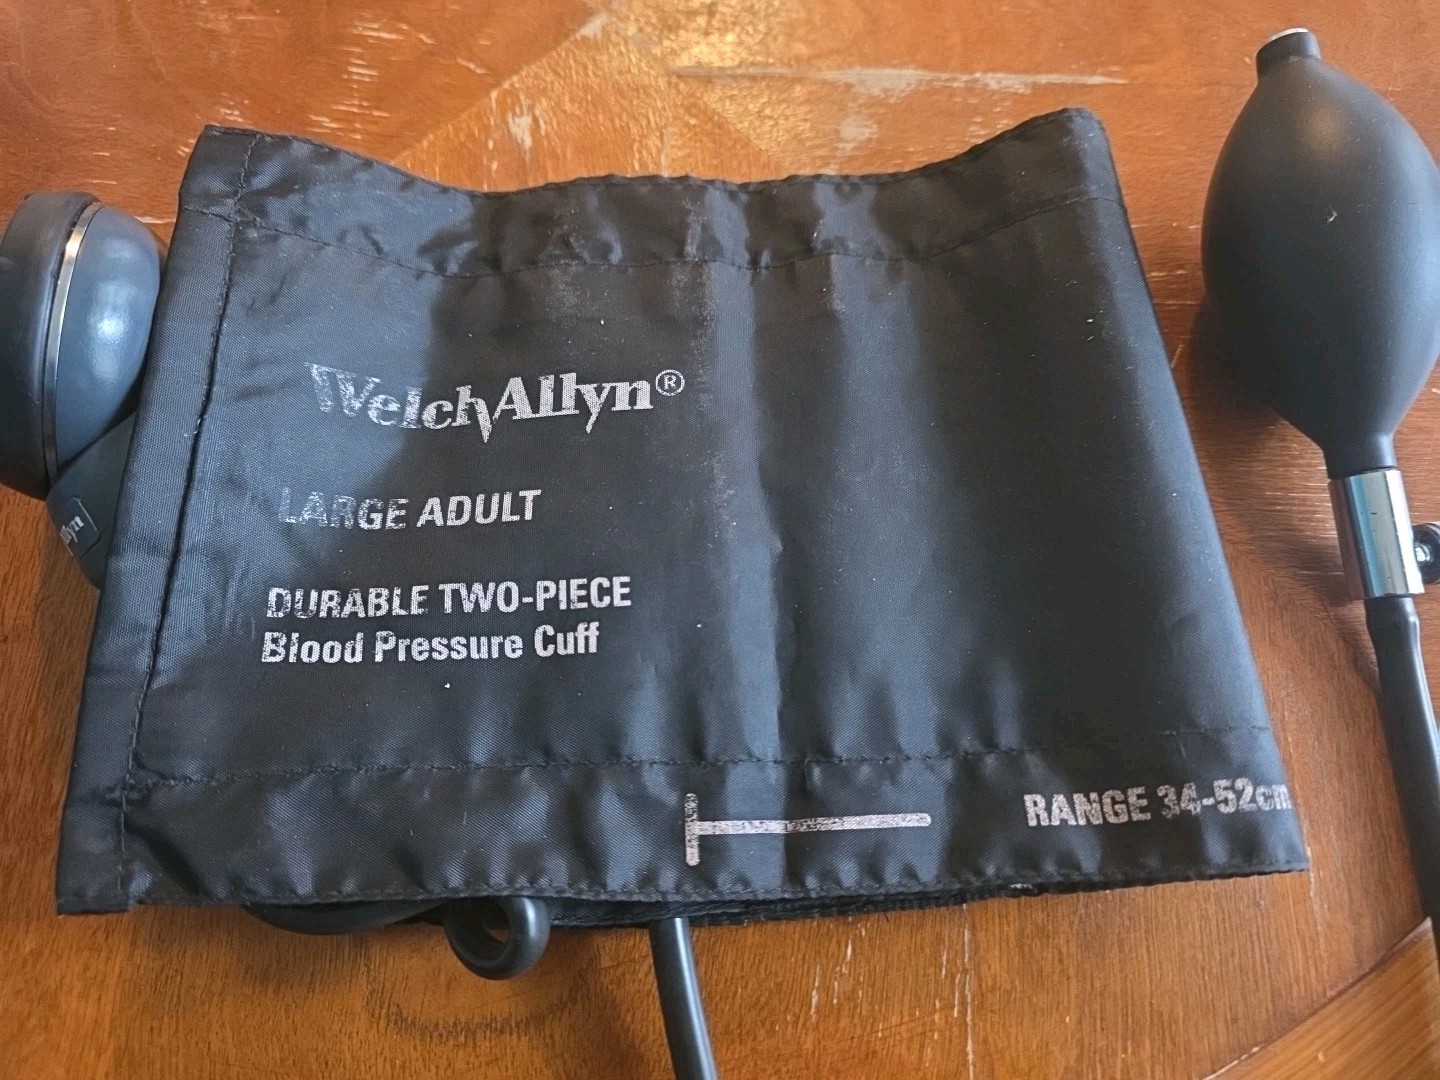 WelchAllyn®
LARGE ADULT
DURABLE TWO-PIECE
Blood Pressure Cuff
RANGE 34-52cm